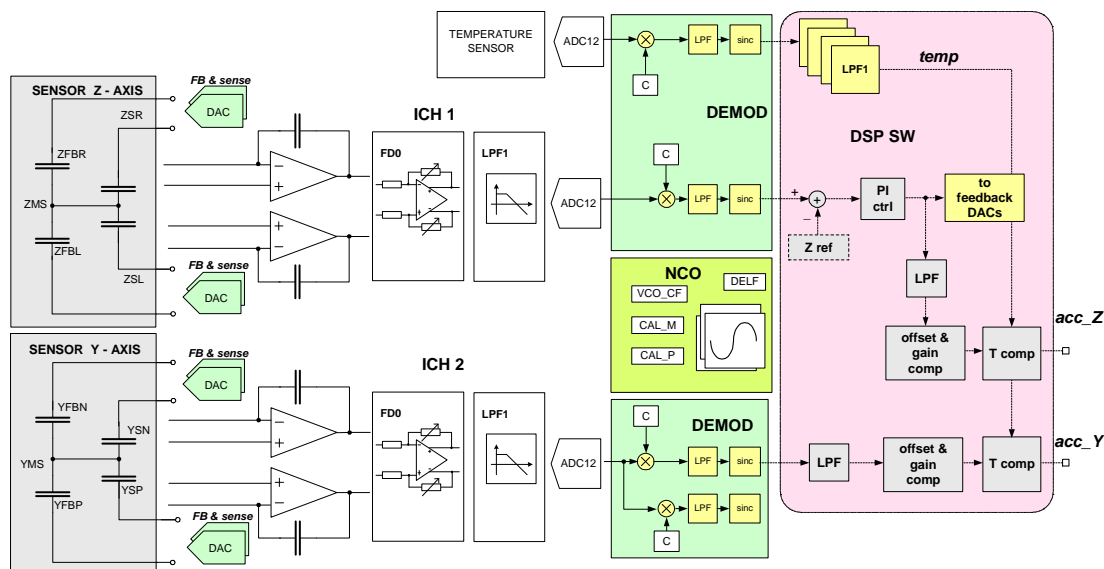 TEMPERATURE
SENSOR
ADC12
LPF
sinc
C
DEMOD
LPF1
temp
DSP SW
FB & sense
DAC
SENSOR Z - AXIS
ZSR
ZFBR
ZMS
ZFBL
ZSL
FB & sense
DAC
ICH 1
FD0
LPF1
ADC12
C
LPF
sinc
+
−
+
Z ref
PI
ctrl
to
feedback
DACs
LPF
offset &
gain
comp
T comp
acc_Z
NCO
DELF
VCO_CF
CAL_M
CAL_P
SENSOR Y - AXIS
FB & sense
DAC
YFBN
YSN
YMS
YSP
YFBP
FB & sense
DAC
−
+
+
−
−
+
+
−
ICH 2
FD0
- +
- +
LPF1
ADC12
C
DEMOD
LPF
sinc
LPF
sinc
C
LPF
offset &
gain
comp
T comp
acc_Y